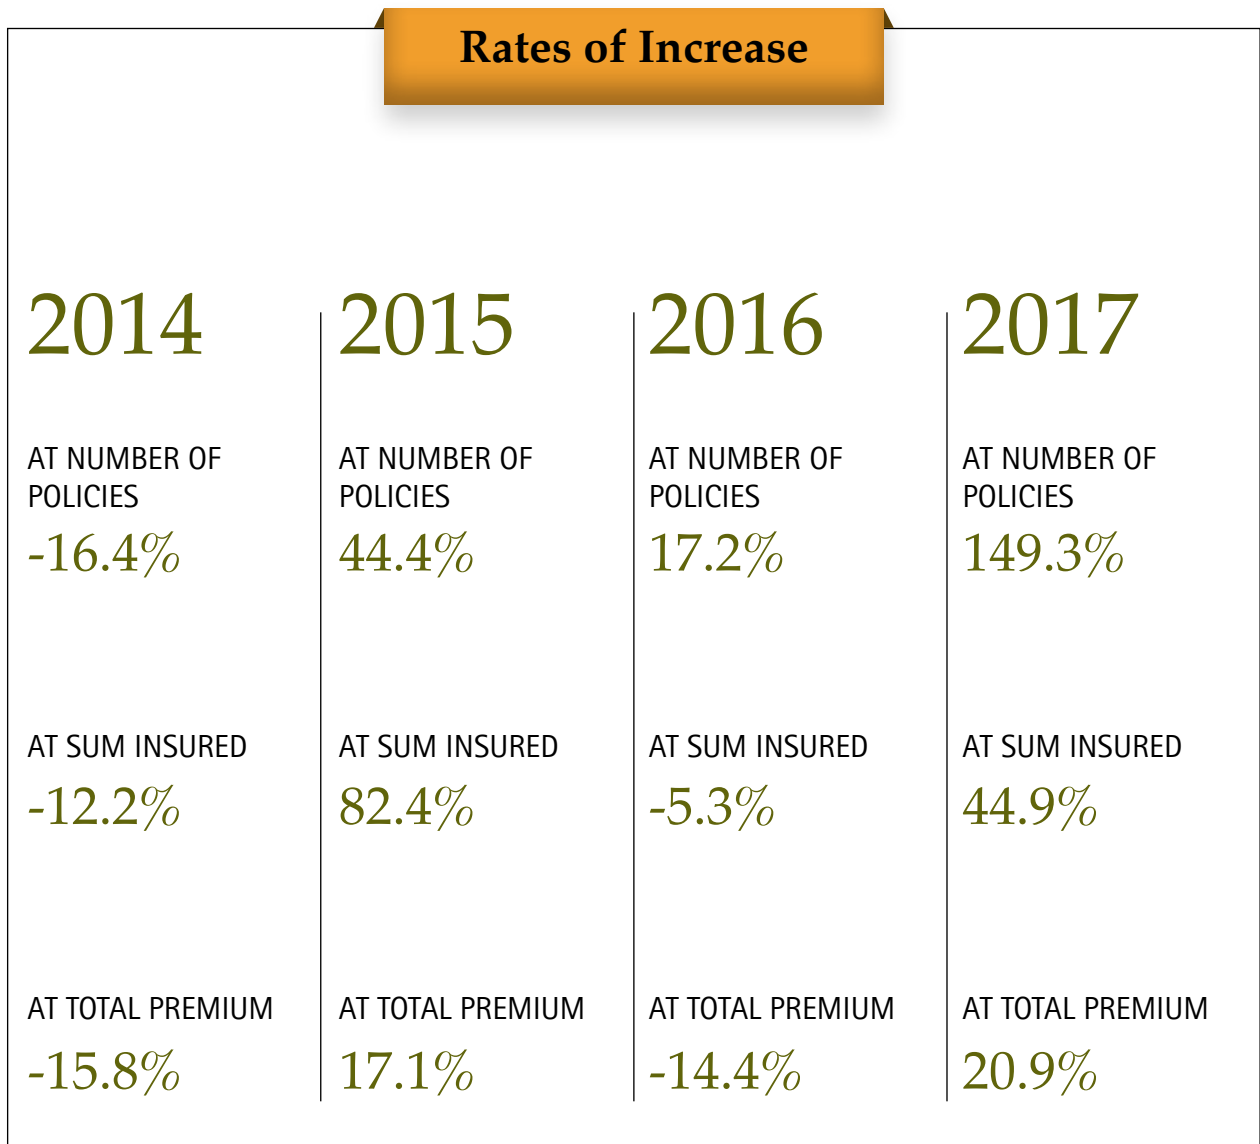 Rates of Increase
2014
AT NUMBER OF
POLICIES
-16.4%
AT SUM INSURED
-12.2%
AT TOTAL PREMIUM
-15.8%
2015
AT NUMBER OF
POLICIES
44.4%
AT SUM INSURED
82.4%
AT TOTAL PREMIUM
17.1%
2016
AT NUMBER OF
POLICIES
17.2%
AT SUM INSURED
-5.3%
AT TOTAL PREMIUM
-14.4%
2017
AT NUMBER OF
POLICIES
149.3%
AT SUM INSURED
44.9%
AT TOTAL PREMIUM
20.9%